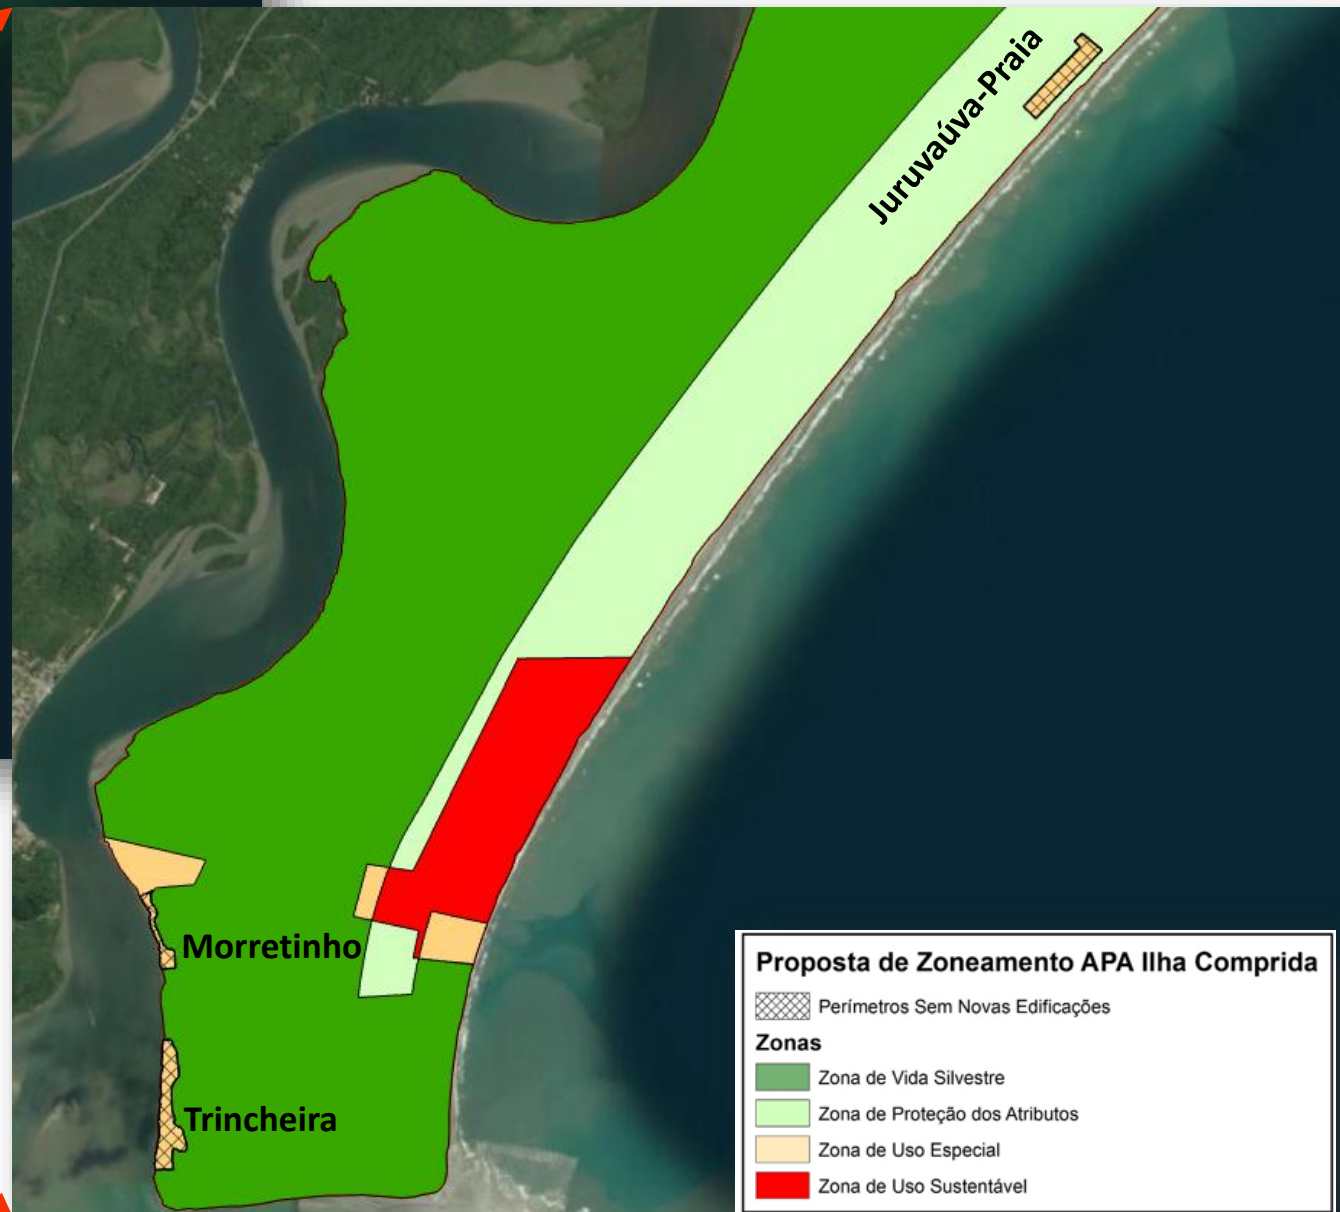 Juruvaúva-Praia
Morretinho
Trincheira
Proposta de Zoneamento APA Ilha Comprida
Perímetros Sem Novas Edificações
Zonas
Zona de Vida Silvestre
Zona de Proteção dos Atributos
Zona de Uso Especial
Zona de Uso Sustentável